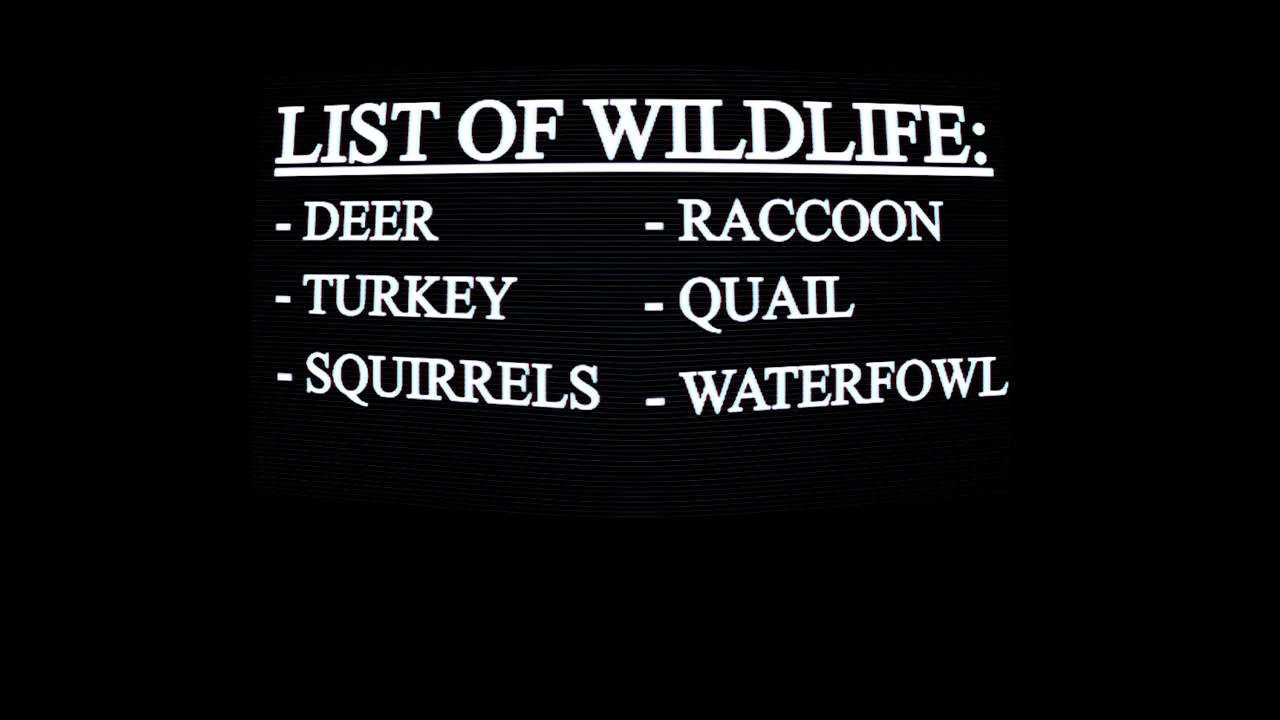 LIST OF WILDLIFE:
- DEER
- TURKEY
- SQUIRRELS
- RACCOON
- QUAIL
- WATERFOWL